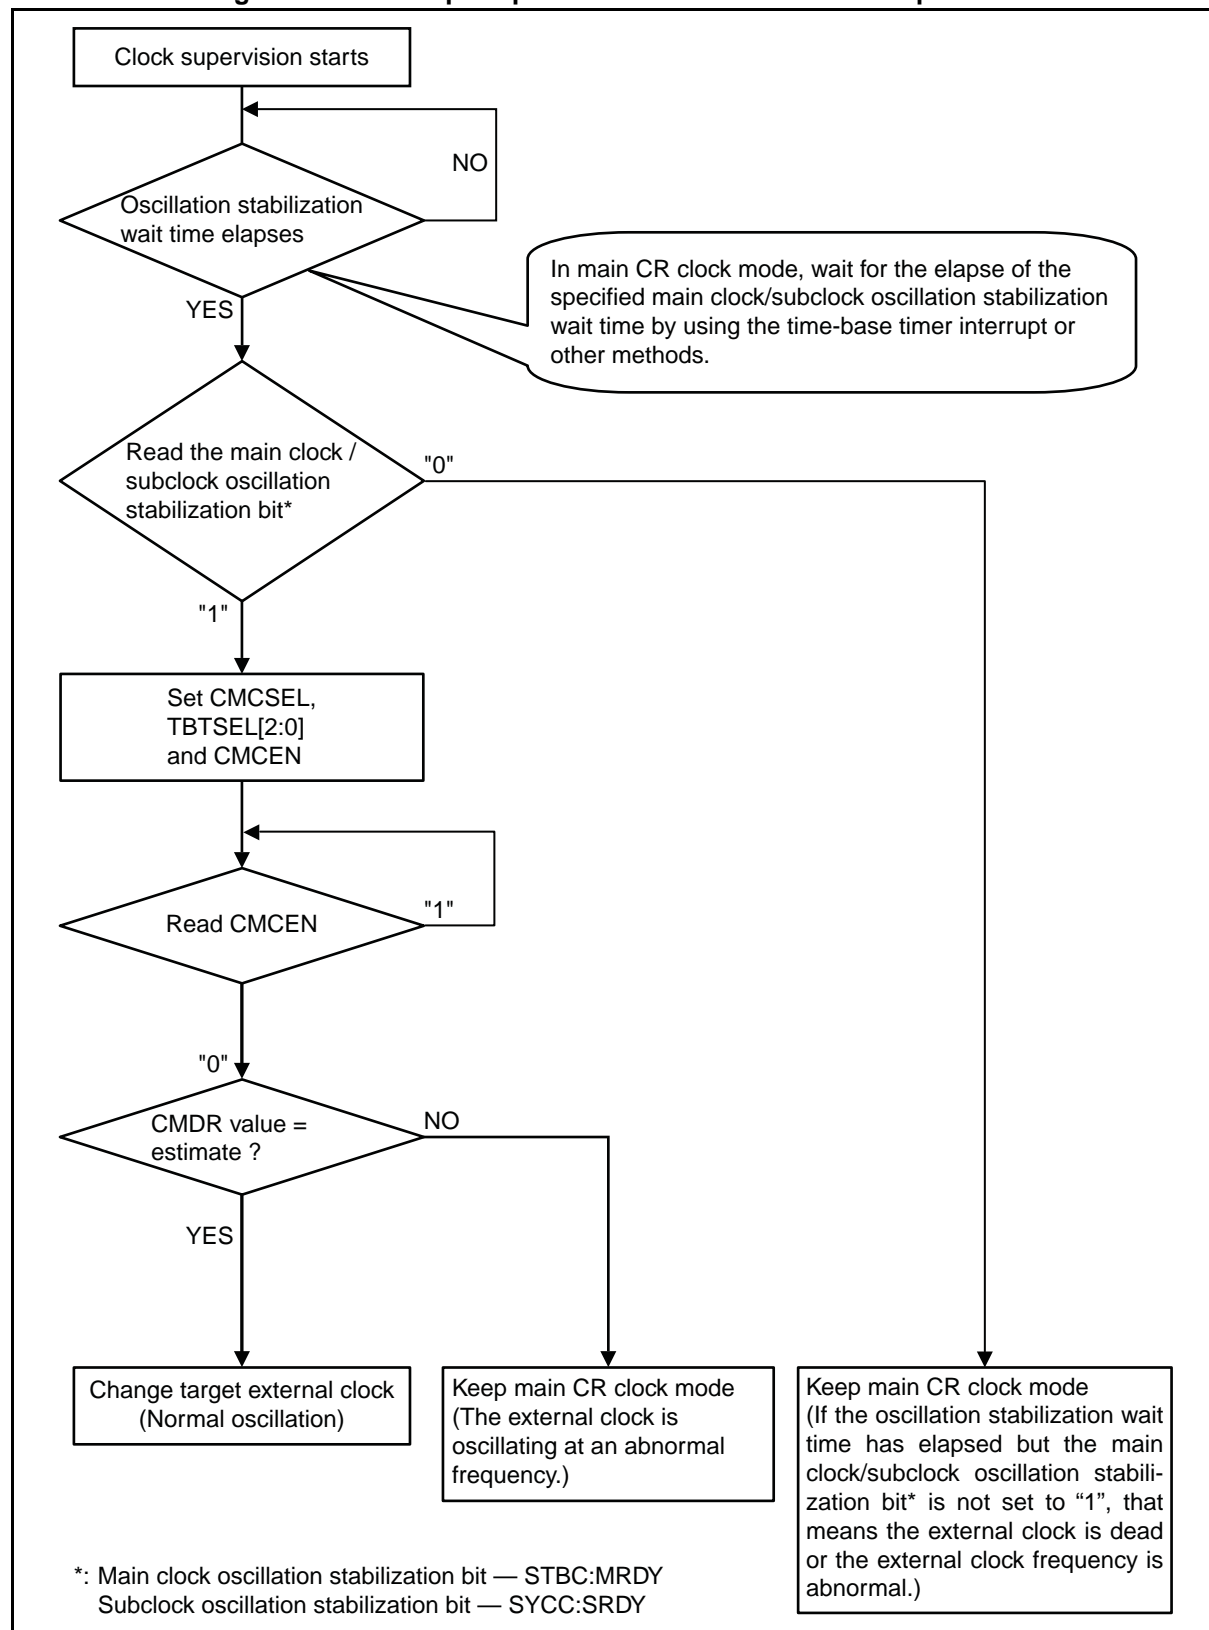 Clock supervision starts
NO
Oscillation stabilization
wait time elapses
In main CR clock mode, wait for the elapse of the
specified main clock/subclock oscillation stabilization
wait time by using the time-base timer interrupt or
other methods.
YES
Read the main clock /
subclock oscillation
stabilization bit*
"0"
"1"
Set CMCSEL,
TBTSEL[2:0]
and CMCEN
Read CMCEN
"1"
"0"
CMDR value =
estimate ?
NO
YES
Change target external clock
(Normal oscillation)
Keep main CR clock mode
(The external clock is
oscillating at an abnormal
frequency.)
Keep main CR clock mode
(If the oscillation stabilization wait
time has elapsed but the main
clock/subclock oscillation stabili-
zation bit* is not set to “1”, that
means the external clock is dead
or the external clock frequency is
abnormal.)
*: Main clock oscillation stabilization bit — STBC:MRDY
Subclock oscillation stabilization bit — SYCC:SRDY